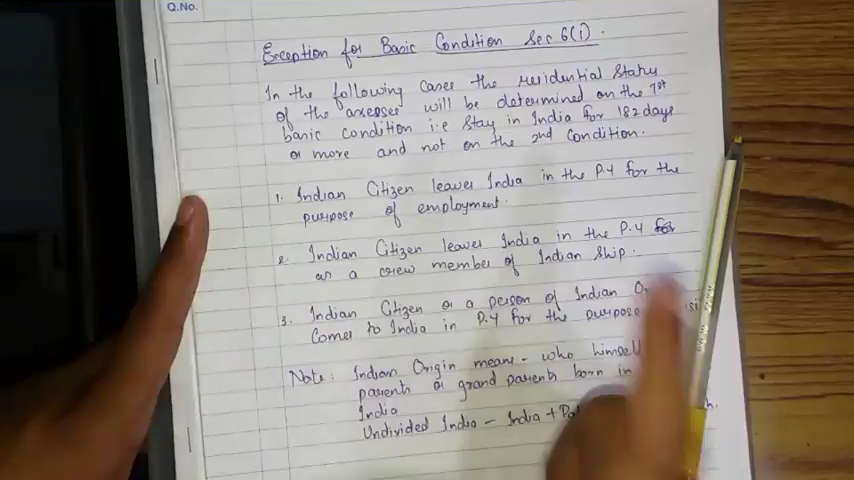 Q.No.
Exception for Basic Condition Sec 6(1).
In the following cases the residential status
of the assessee will be determined on the 1st
basic condition i.e stay in India for 182 days
or more and not on the 2nd Condition.
1. Indian Citizen leaves India in the P.Y for the
purpose of employment.
2. Indian Citizen leaves India in the P.Y for
as a crew member of Indian Ship.
3. Indian Citizen or a person of Indian
Comes to India in P.Y for the purpose
Note: Indian Origin means - who himself
parents or grand parents born in
India
Undivided India - India +